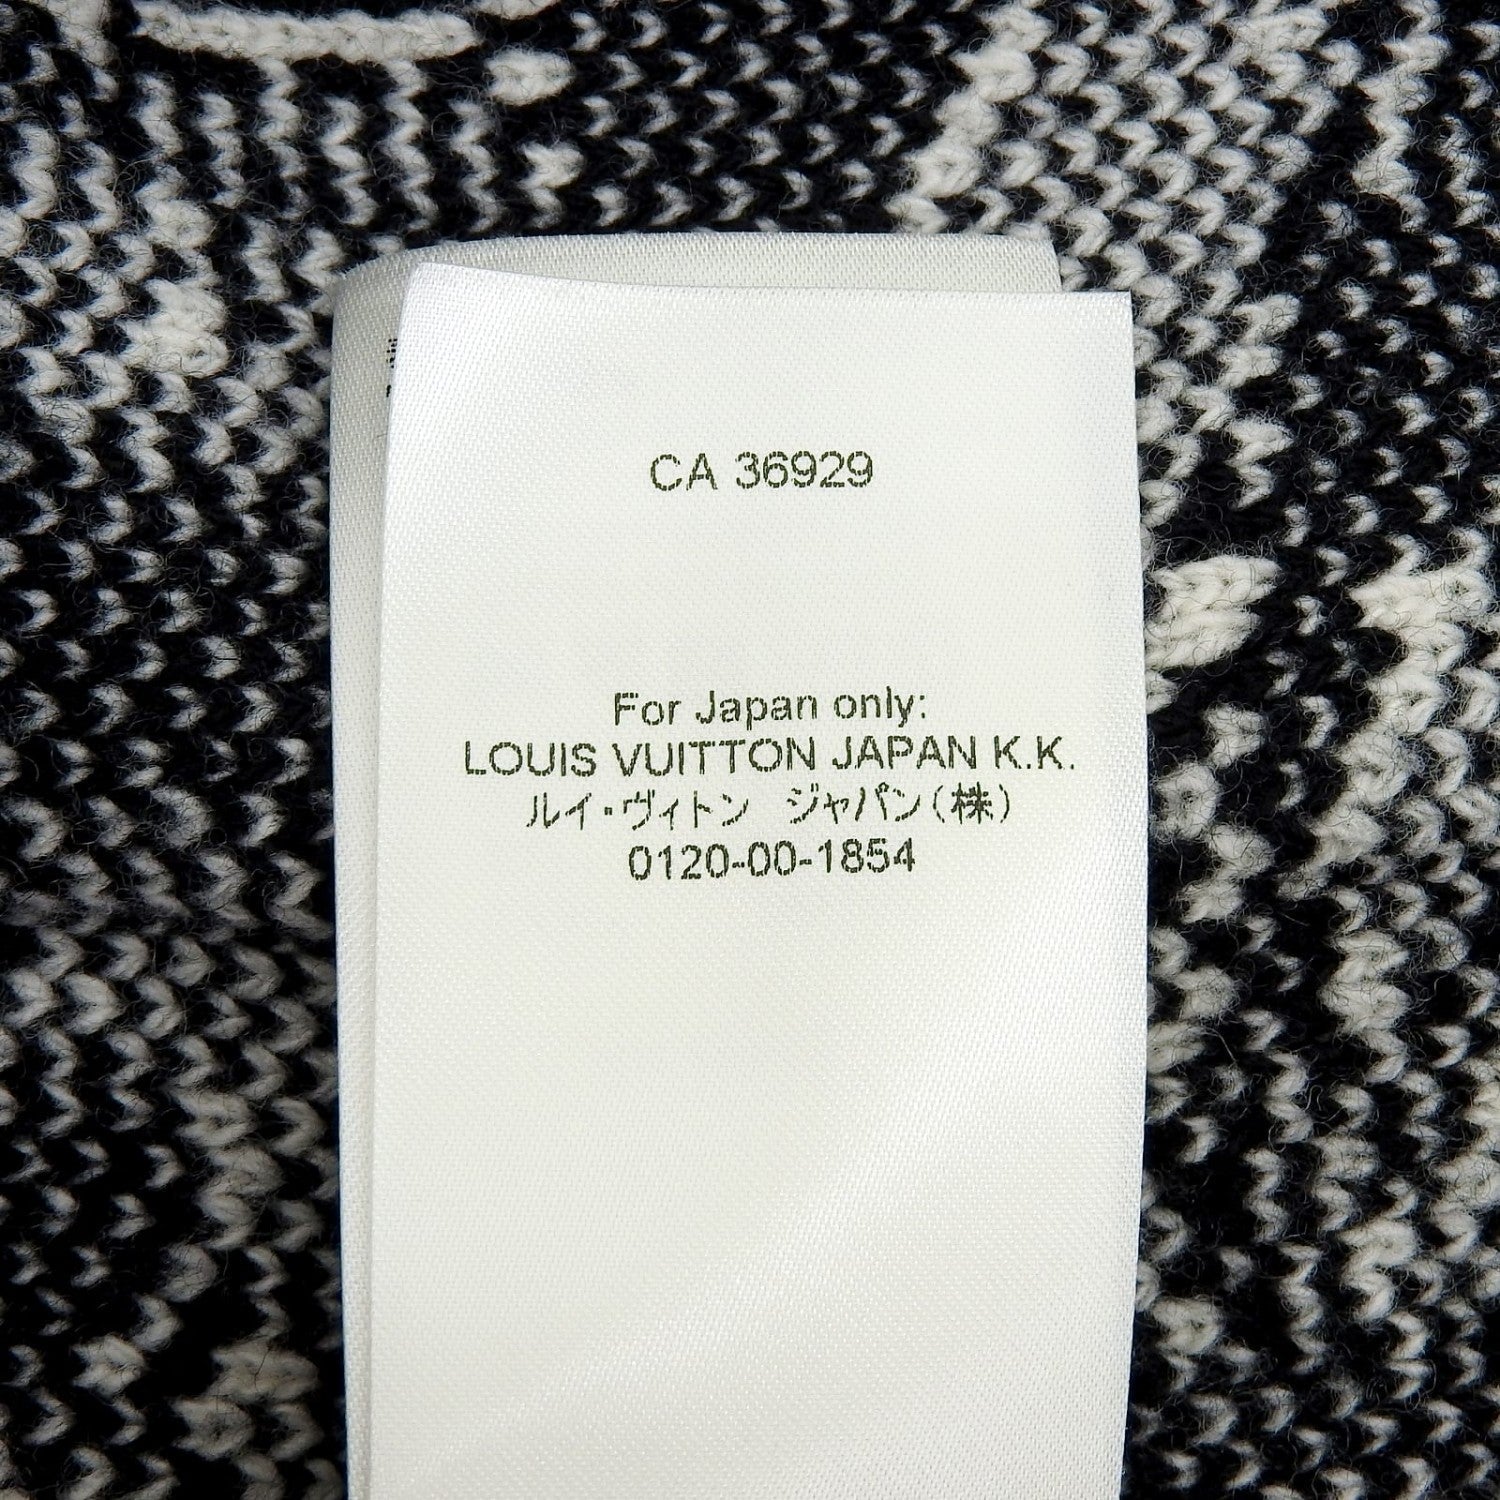 CA 36929
For Japan only:
LOUIS VUITTON JAPAN K.K.
ルイ・ヴィトン　ジャパン(株)
0120-00-1854